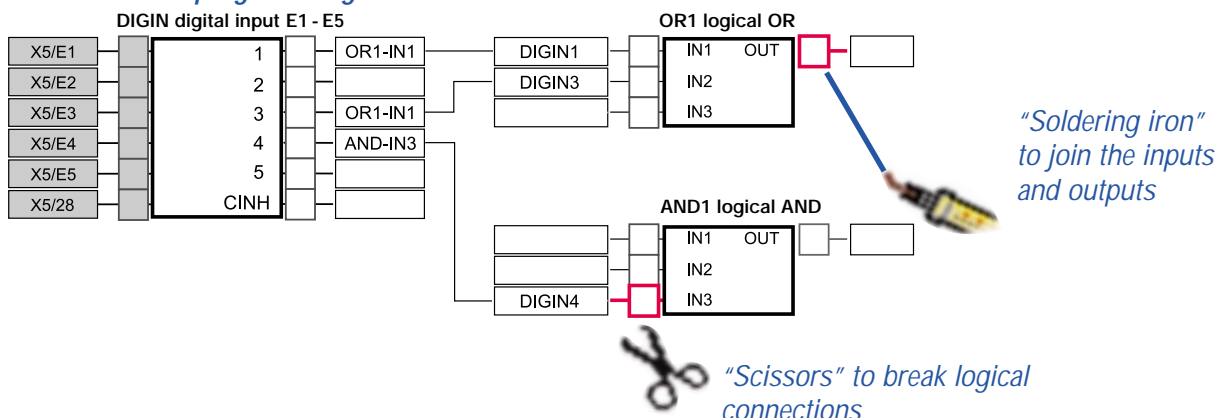 DIGIN digital input E1 - E5
X5/E1
X5/E2
X5/E3
X5/E4
X5/E5
X5/28
1
2
3
4
5
CINH
OR1-IN1
OR1-IN1
AND-IN3
OR1 logical OR
DIGIN1
DIGIN3
IN1 OUT
IN2
IN3
"Soldering iron"
to join the inputs
and outputs
AND1 logical AND
IN1 OUT
IN2
DIGIN4
IN3
"Scissors" to break logical
connections